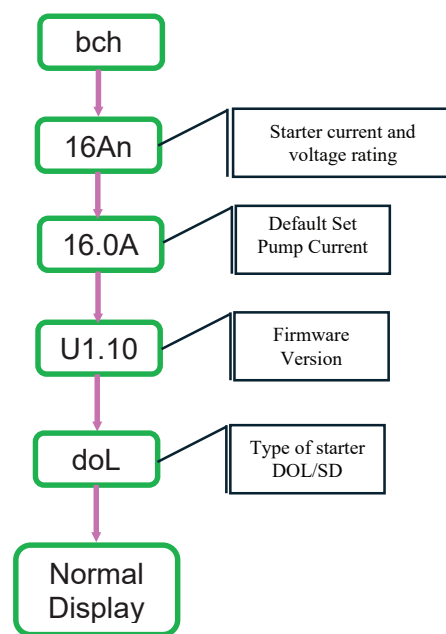 bch
16An
Starter current and
voltage rating
16.0A
Default Set
Pump Current
U1.10
Firmware
Version
doL
Type of starter
DOL/SD
Normal
Display